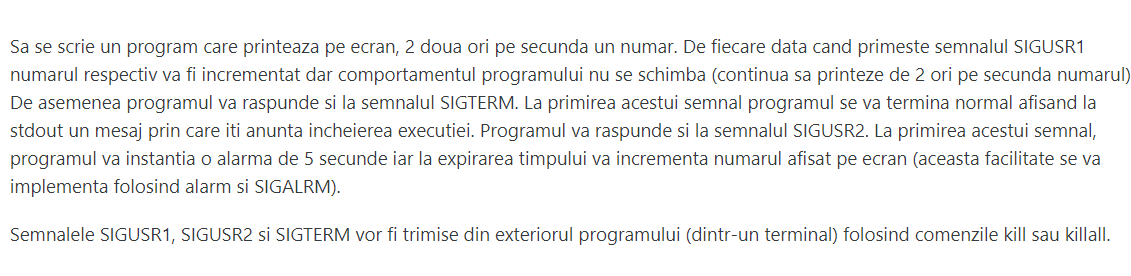 Sa se scrie un program care printeaza pe ecran, 2 doua ori pe secunda un numar. De fiecare data cand primeste semnalul SIGUSR1
numarul respectiv va fi incrementat dar comportamentul programului nu se schimba (continua sa printeze de 2 ori pe secunda numarul)
De asemenea programul va raspunde si la semnalul SIGTERM. La primirea acestui semnal programul se va termina normal afisand la
stdout un mesaj prin care iti anunta incheierea executiei. Programul va raspunde si la semnalul SIGUSR2. La primirea acestui semnal,
programul va instantia o alarma de 5 secunde iar la expirarea timpului va incrementa numarul afisat pe ecran (aceasta facilitate se va
implementa folosind alarm si SIGALRM).
Semnalele SIGUSR1, SIGUSR2 si SIGTERM vor fi trimise din exteriorul programului (dintr-un terminal) folosind comenzile kill sau killall.